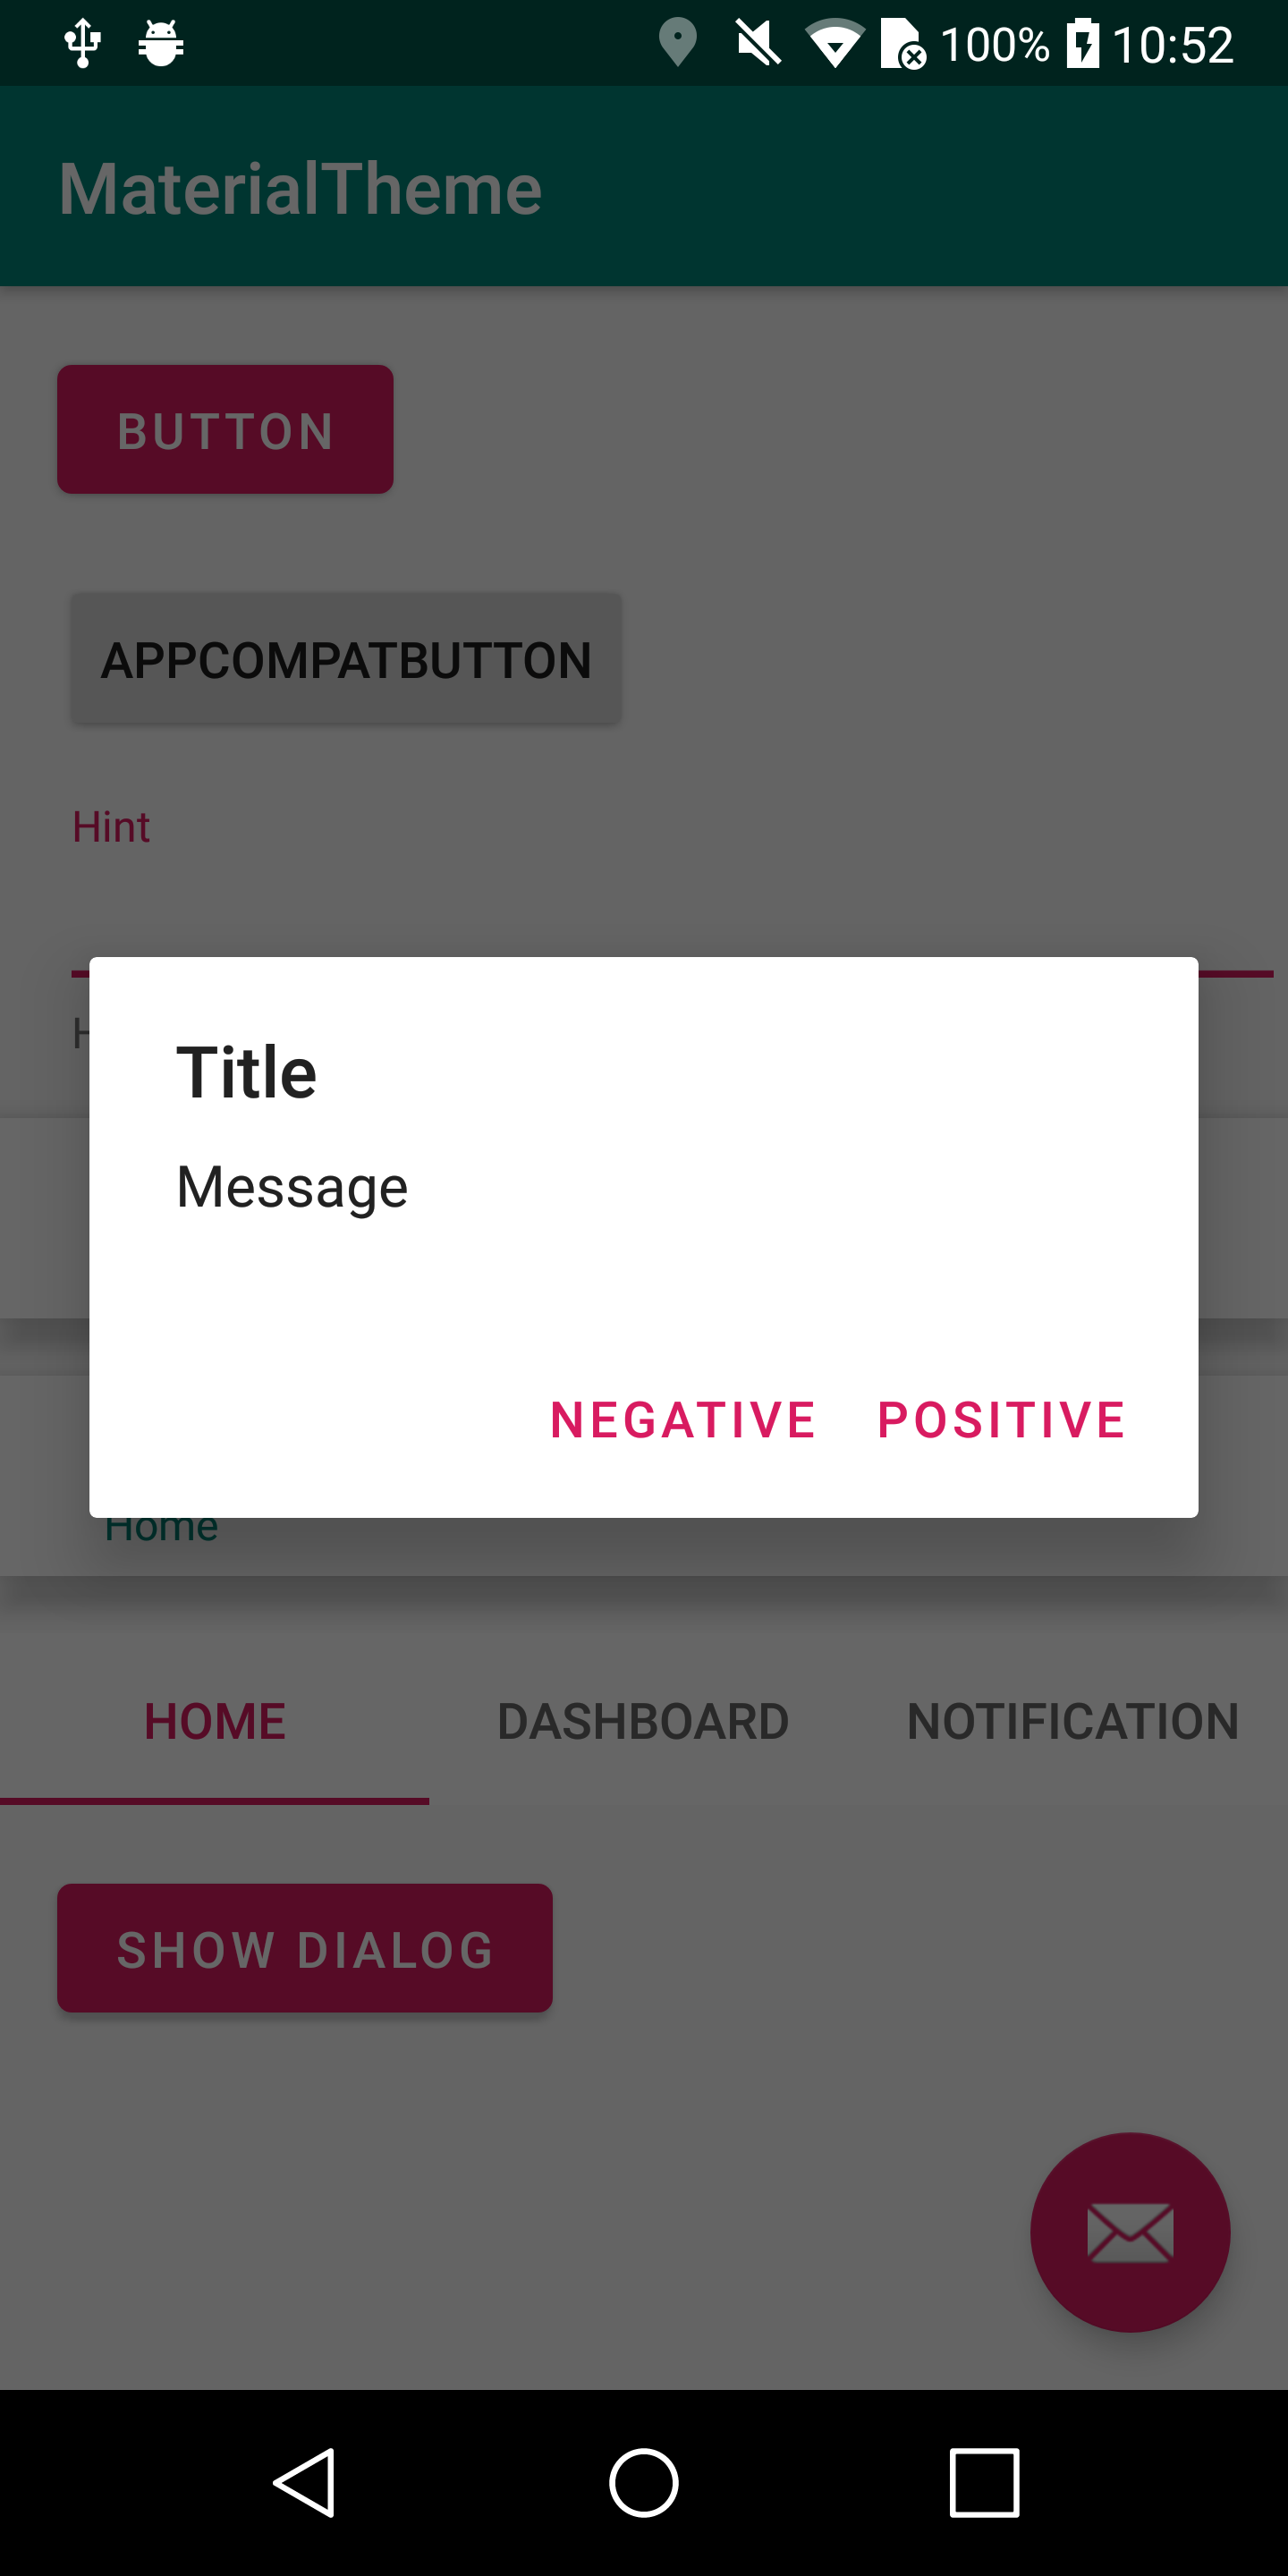 100% 10:52
MaterialTheme
BUTTON
APPCOMPATBUTTON
Hint
Title
Message
NEGATIVE POSITIVE
Home
HOME DASHBOARD NOTIFICATION
SHOW DIALOG